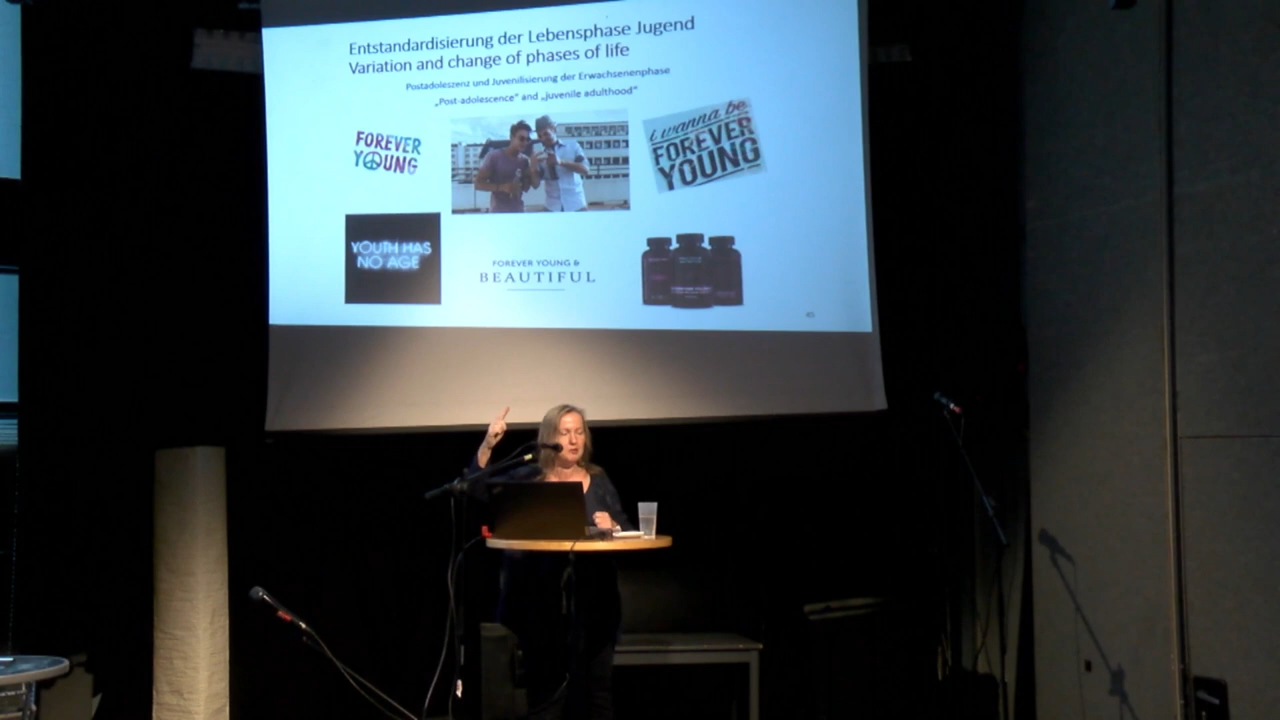 Entstandardisierung der Lebensphase Jugend
Variation and change of phases of life
Postadoleszenz und Juvenilisierung der Erwachsenenphase
„Post-adolescence“ and „juvenile adulthood“
FOREVER
YOUNG
i wanna be
FOREVER
YOUNG
YOUTH HAS
NO AGE
FOREVER YOUNG &
BEAUTIFUL